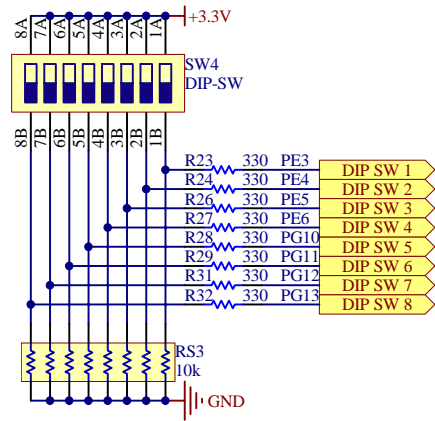 8A 7A 6A 5A 4A 3A 2A 1A
+3.3V
SW4
DIP-SW
8B 7B 6B 5B 4B 3B 2B 1B
R23 330 PE3 DIP SW 1
R24 330 PE4 DIP SW 2
R26 330 PE5 DIP SW 3
R27 330 PE6 DIP SW 4
R28 330 PG10 DIP SW 5
R29 330 PG11 DIP SW 6
R31 330 PG12 DIP SW 7
R32 330 PG13 DIP SW 8
RS3
10k
GND